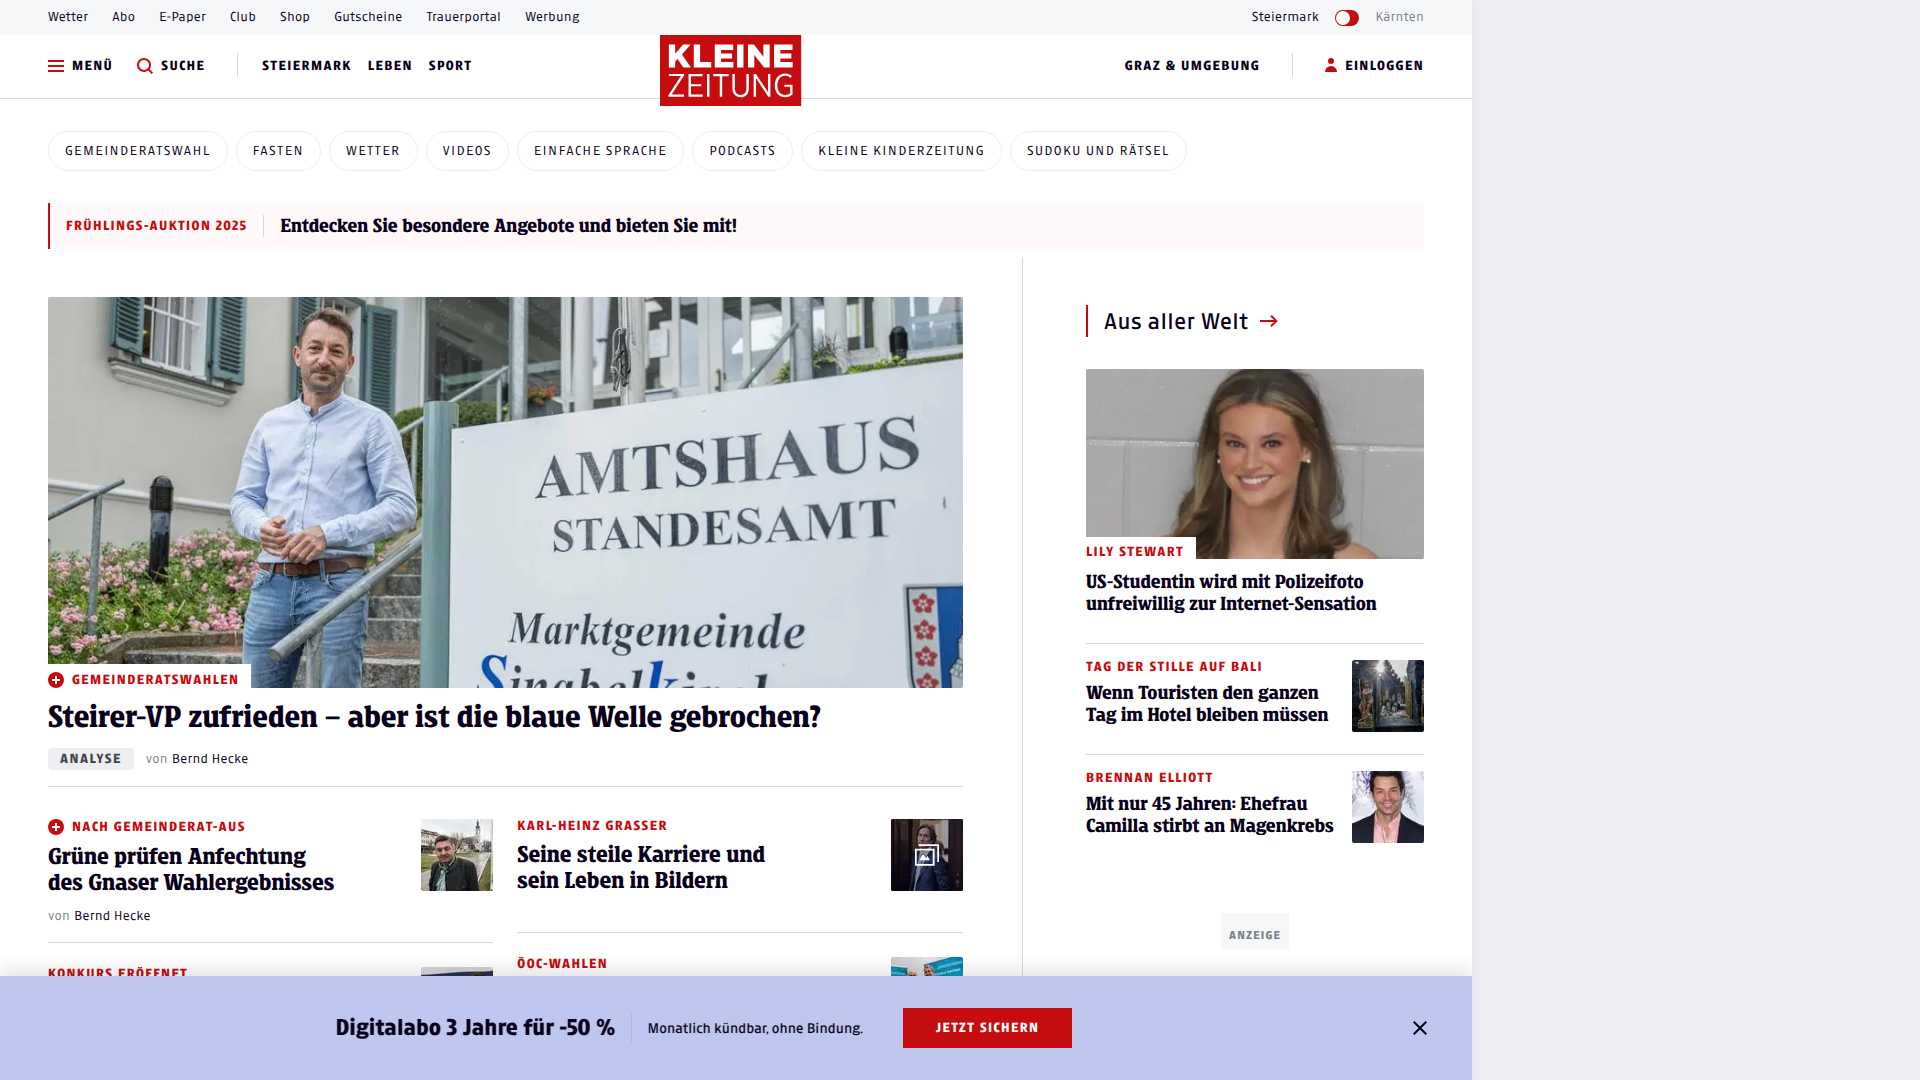 Wetter Abo E-Paper Club Shop Gutscheine Trauerportal Werbung Steiermark Kärnten
MENÜ SUCHE STEIERMARK LEBEN SPORT KLEINE ZEITUNG GRAZ & UMGEBUNG EINLOGGEN
GEMEINDERATSWAHL FASTEN WETTER VIDEOS EINFACHE SPRACHE PODCASTS KLEINE KINDERZEITUNG SUDOKU UND RÄTSEL
FRÜHLINGS-AUKTION 2025 Entdecken Sie besondere Angebote und bieten Sie mit!
AMTSHAUS
STANDESAMT
Marktgemeinde
GEMEINDERATSWAHLEN
Steirer-VP zufrieden – aber ist die blaue Welle gebrochen?
ANALYSE von Bernd Hecke
NACH GEMEINDERAT-AUS
Grüne prüfen Anfechtung
des Gnaser Wahlergebnisses
von Bernd Hecke
KONKURS ERÖFFNET
KARL-HEINZ GRASSER
Seine steile Karriere und
sein Leben in Bildern
ÖOC-WAHLEN
Aus aller Welt
LILY STEWART
US-Studentin wird mit Polizeifoto
unfreiwillig zur Internet-Sensation
TAG DER STILLE AUF BALI
Wenn Touristen den ganzen
Tag im Hotel bleiben müssen
BRENNAN ELLIOTT
Mit nur 45 Jahren: Ehefrau
Camilla stirbt an Magenkrebs
ANZEIGE
Digitalabo 3 Jahre für -50 % Monatlich kündbar, ohne Bindung. JETZT SICHERN